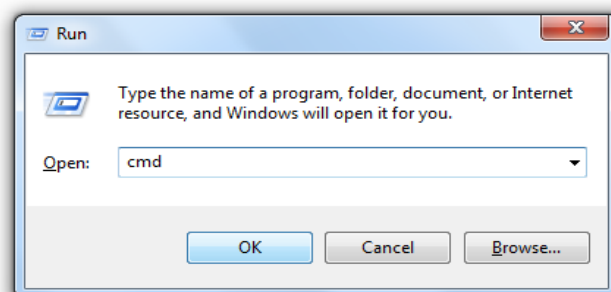 Run
Type the name of a program, folder, document, or Internet
resource, and Windows will open it for you.
Open: cmd
OK Cancel Browse...